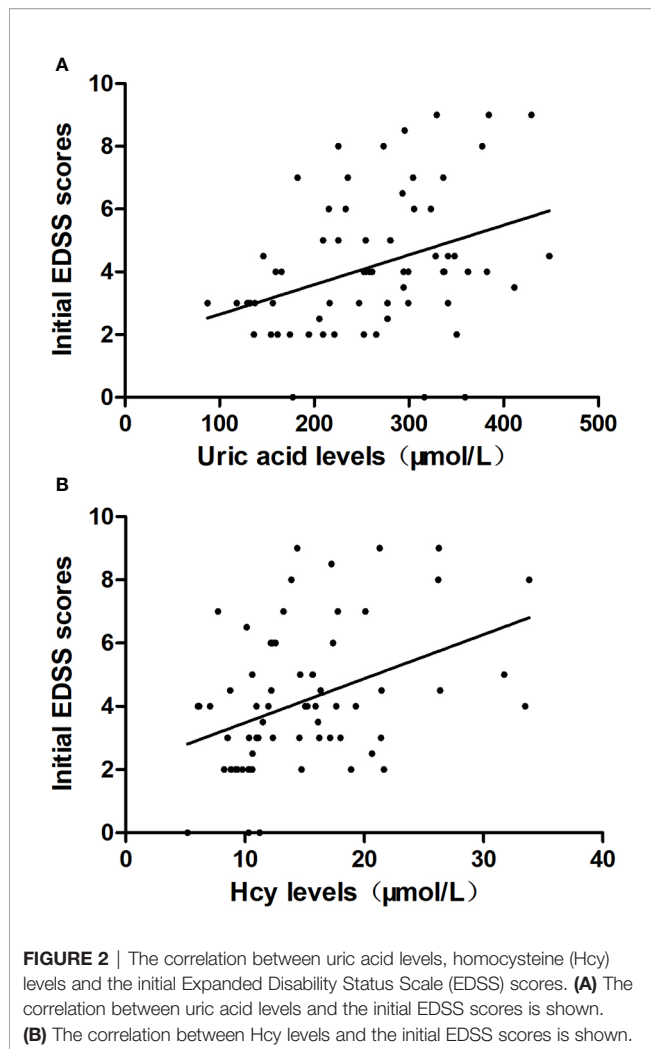 A
10
8
6
4
2
0
Initial EDSS scores
0 100 200 300 400 500
Uric acid levels（µmol/L）
B
10
8
6
4
2
0
Initial EDSS scores
0 10 20 30 40
Hcy levels（µmol/L）
FIGURE 2 | The correlation between uric acid levels, homocysteine (Hcy)
levels and the initial Expanded Disability Status Scale (EDSS) scores. (A) The
correlation between uric acid levels and the initial EDSS scores is shown.
(B) The correlation between Hcy levels and the initial EDSS scores is shown.